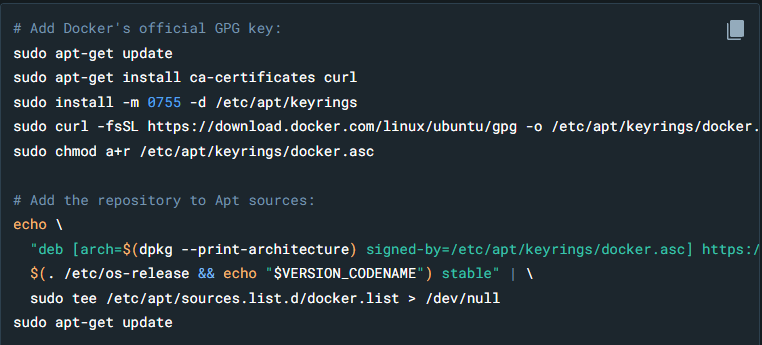 # Add Docker's official GPG key:
sudo apt-get update
sudo apt-get install ca-certificates curl
sudo install -m 0755 -d /etc/apt/keyrings
sudo curl -fsSL https://download.docker.com/linux/ubuntu/gpg -o /etc/apt/keyrings/docker.
sudo chmod a+r /etc/apt/keyrings/docker.asc

# Add the repository to Apt sources:
echo \
  "deb [arch=$(dpkg --print-architecture) signed-by=/etc/apt/keyrings/docker.asc] https:/
  $(. /etc/os-release && echo "$VERSION_CODENAME") stable" | \
  sudo tee /etc/apt/sources.list.d/docker.list > /dev/null
sudo apt-get update